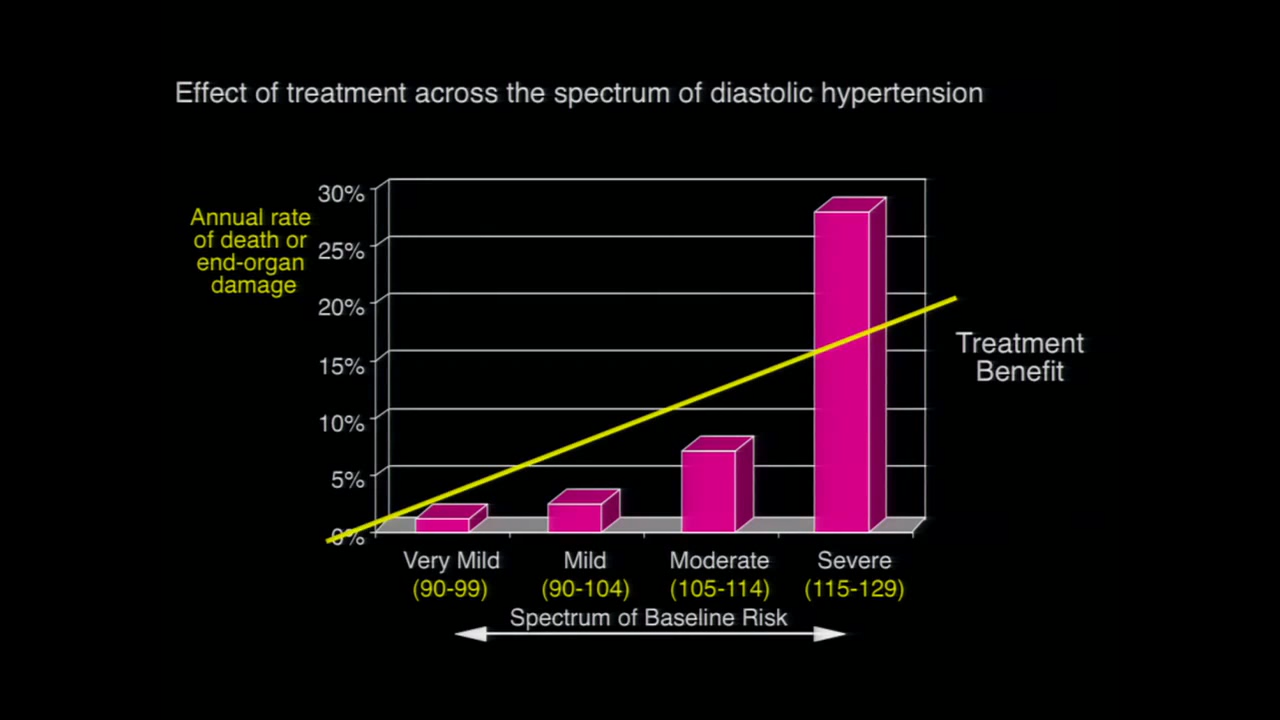 Effect of treatment across the spectrum of diastolic hypertension
Annual rate
of death or
end-organ
damage
30%
25%
20%
15%
10%
5%
0%
Treatment
Benefit
Very Mild
(90-99)
Mild
(90-104)
Moderate
(105-114)
Severe
(115-129)
Spectrum of Baseline Risk